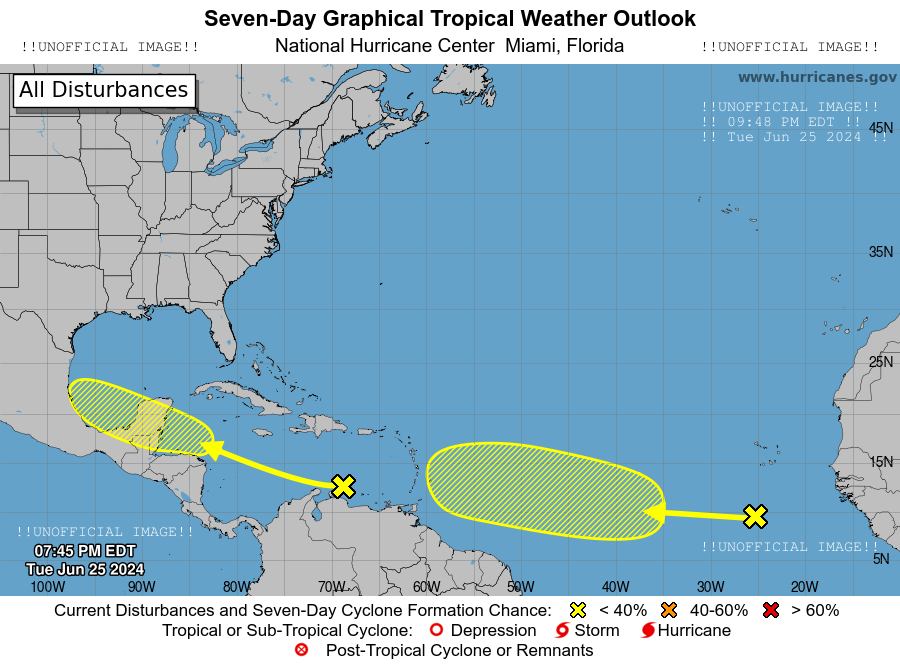 Seven-Day Graphical Tropical Weather Outlook
!!UNOFFICIAL IMAGE!! National Hurricane Center Miami, Florida !!UNOFFICIAL IMAGE!!
All Disturbances
www.hurricanes.gov
!!UNOFFICIAL IMAGE!!
!! 09:48 PM EDT !!
!! Tue Jun 25 2024 !!
45N
35N
25N
15N
!!UNOFFICIAL IMAGE!!
07:45 PM EDT
Tue Jun 25 2024
!!UNOFFICIAL IMAGE!!
5N
100W 90W 80W 70W 60W 50W 40W 30W 20W
Current Disturbances and Seven-Day Cyclone Formation Chance: < 40% 40-60% > 60%
Tropical or Sub-Tropical Cyclone: Depression Storm Hurricane
Post-Tropical Cyclone or Remnants